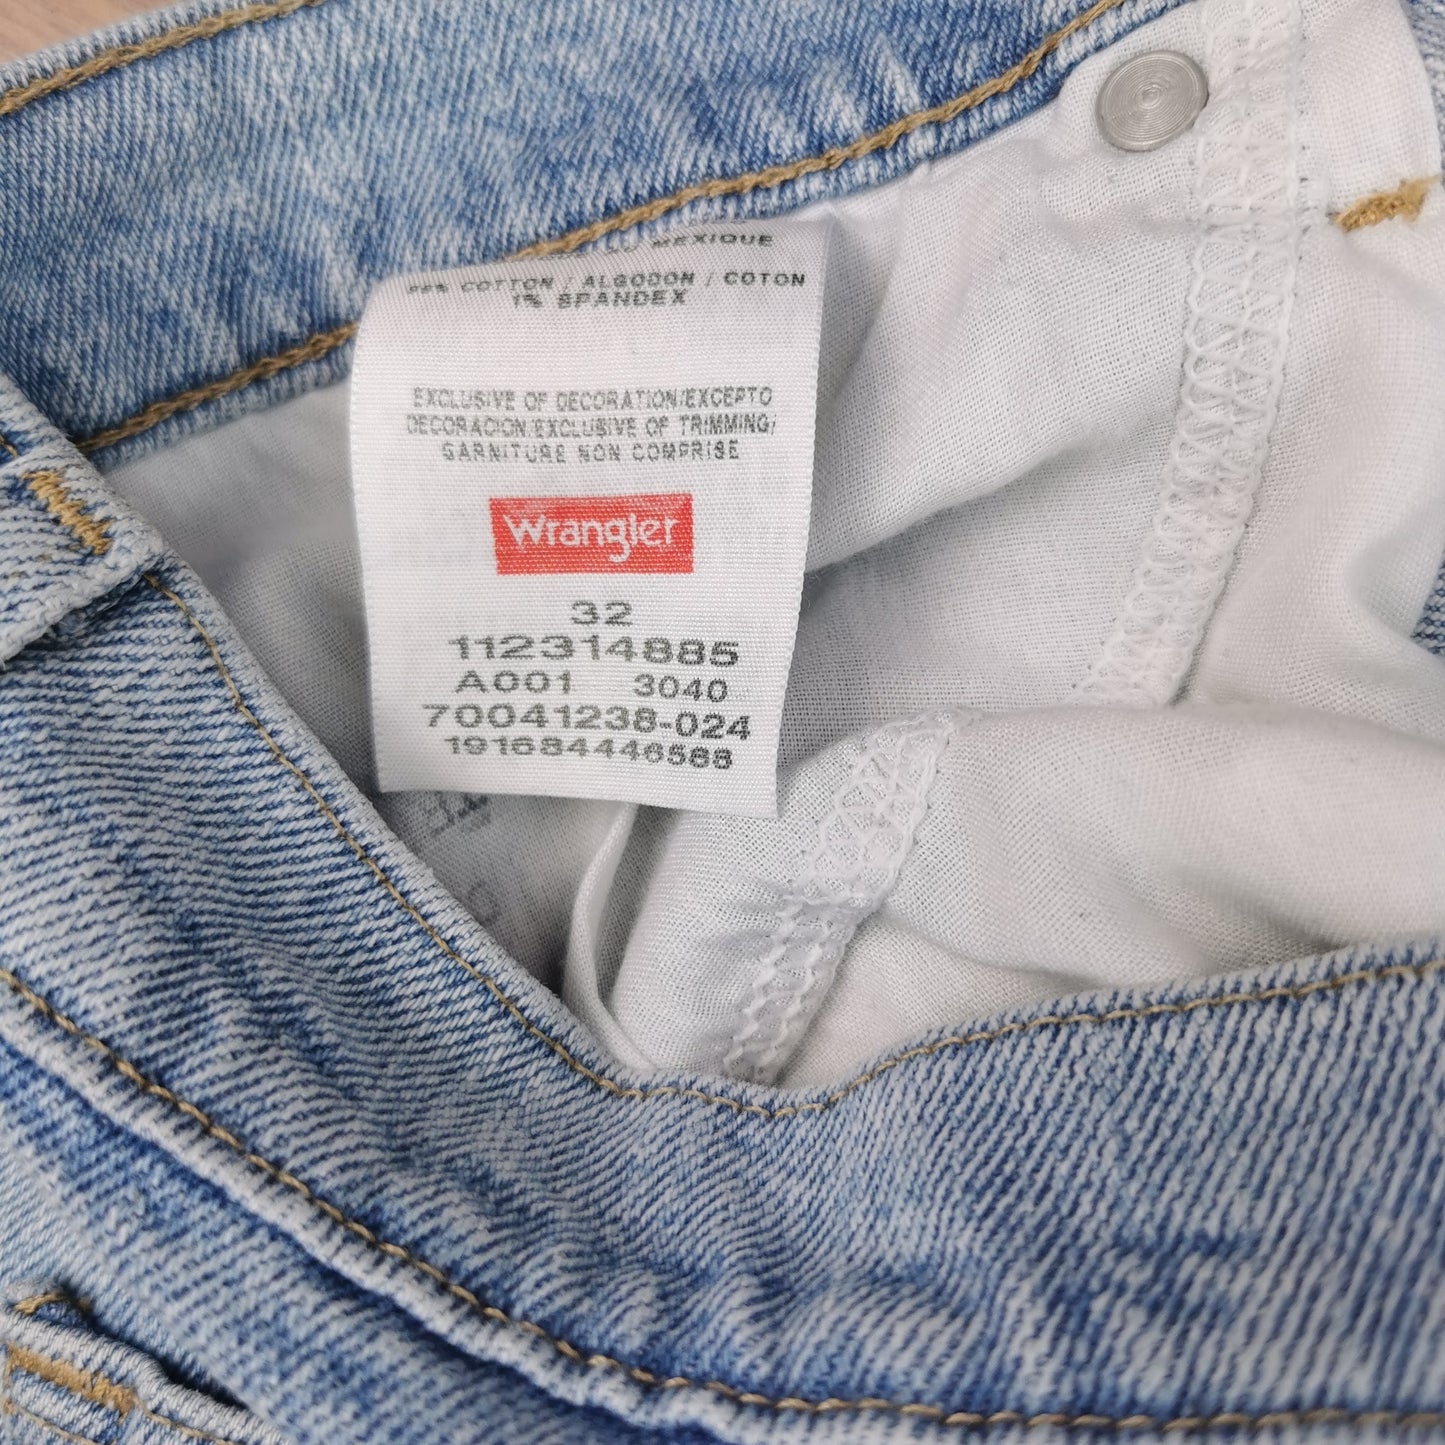 MEXIQUE
COTTON / ALGODON / COTON
1% SPANDEX
EXCLUSIVE OF DECORATION/EXCEPTO
DECORACION/EXCLUSIVE OF TRIMMING/
GARNITURE NON COMPRISE
Wrangler
32
112314885
A001 3040
70041238-024
191684446568